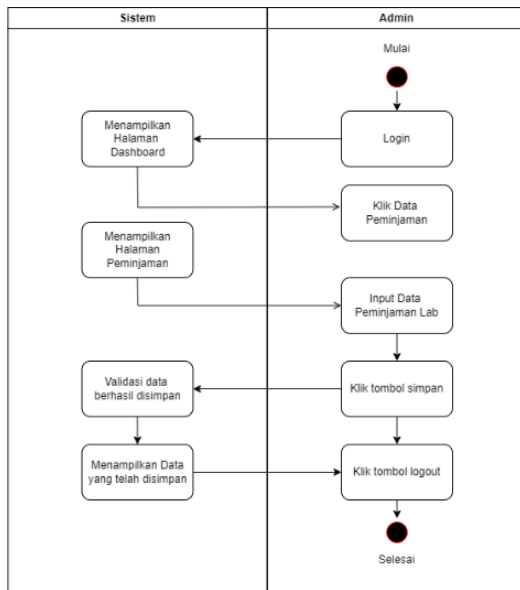 Sistem
Admin
Mulai
Menampilkan
Halaman
Dashboard
Login
Klik Data
Peminjaman
Menampilkan
Halaman
Peminjaman
Input Data
Peminjaman Lab
Validasi data
berhasil disimpan
Klik tombol simpan
Menampilkan Data
yang telah disimpan
Klik tombol logout
Selesai